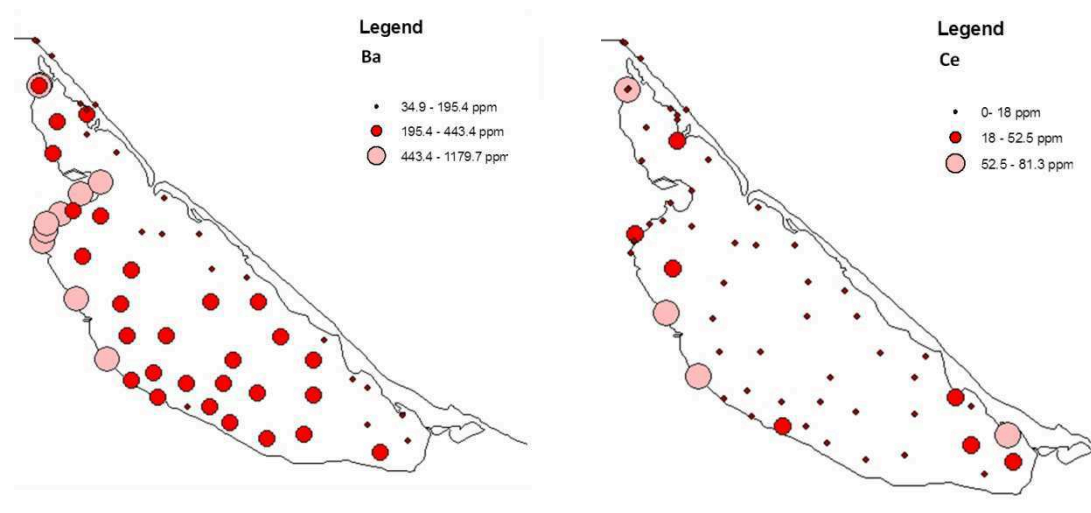 Legend
Ba
34.9 - 195.4 ppm
195.4 - 443.4 ppm
443.4 - 1179.7 ppm
Legend
Ce
0- 18 ppm
18 - 52.5 ppm
52.5 - 81.3 ppm